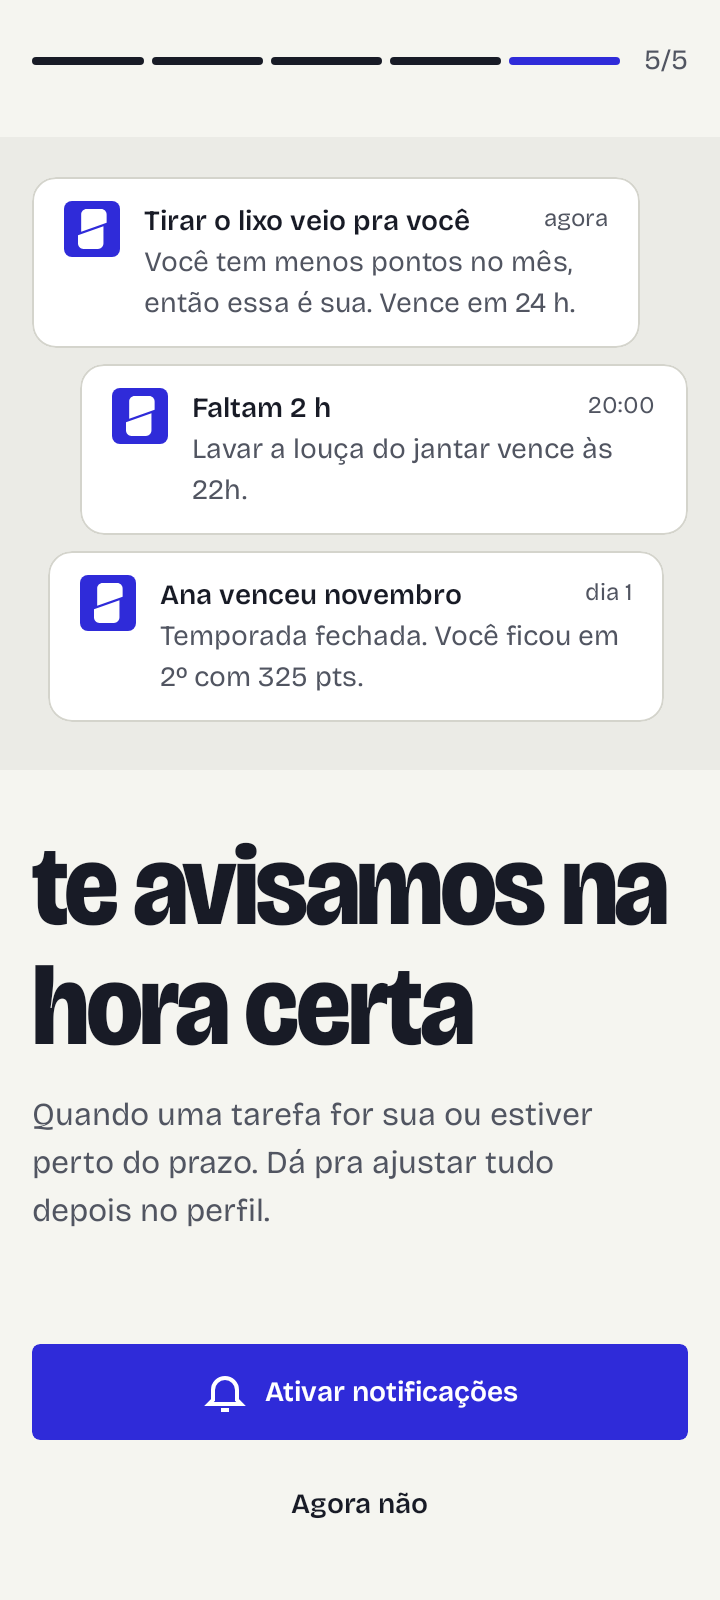 5/5
Tirar o lixo veio pra você
agora
Você tem menos pontos no mês,
então essa é sua. Vence em 24 h.
Faltam 2 h
20:00
Lavar a louça do jantar vence às
22h.
Ana venceu novembro
dia 1
Temporada fechada. Você ficou em
2º com 325 pts.
te avisamos na
hora certa
Quando uma tarefa for sua ou estiver
perto do prazo. Dá pra ajustar tudo
depois no perfil.
Ativar notificações
Agora não